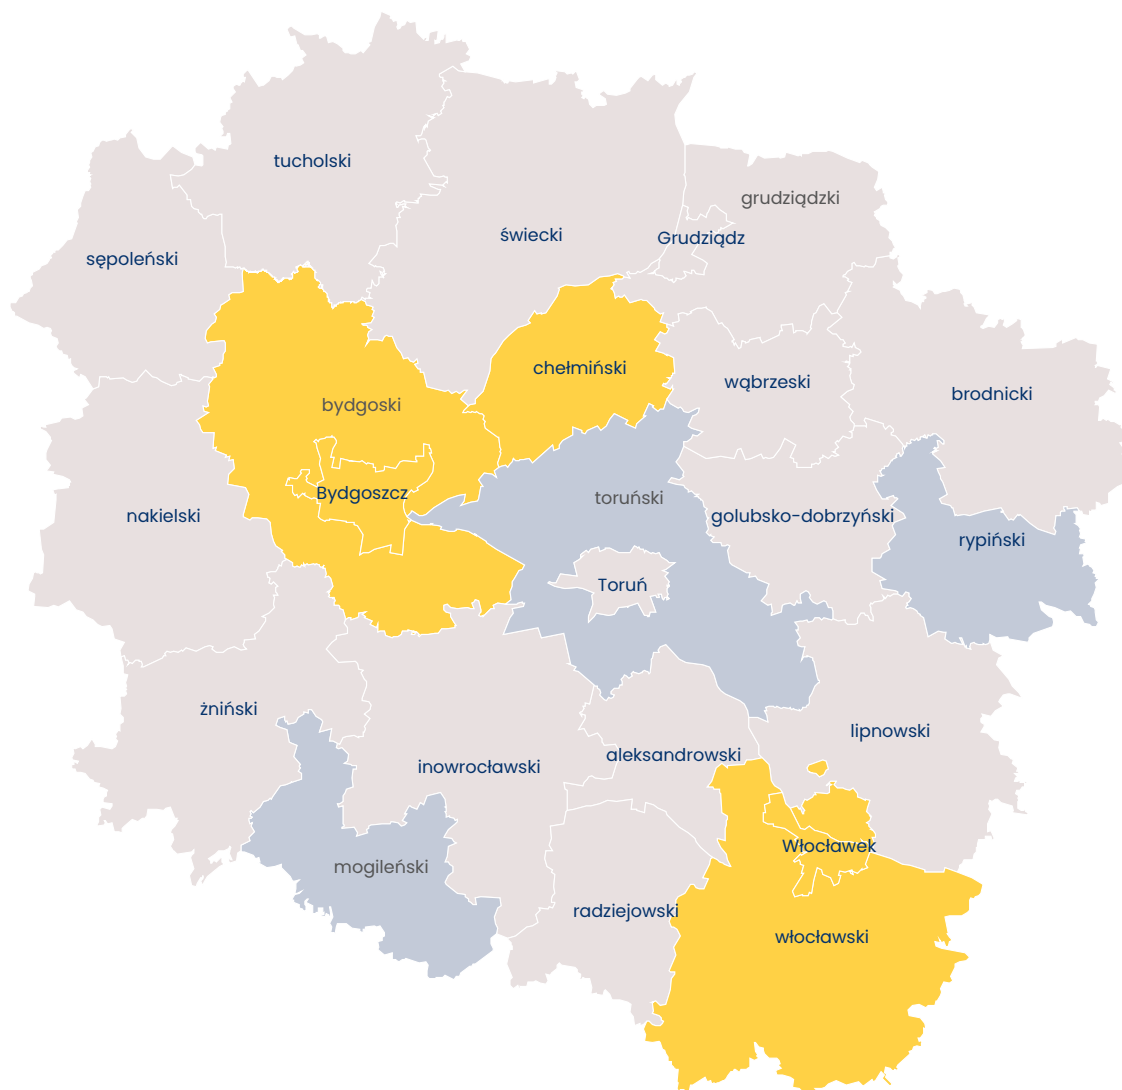 tucholski
grudziądzki
świecki
Grudziądz
sępoleński
chełmiński
wąbrzeski
brodnicki
bydgoski
Bydgoszcz
toruński
nakielski
golubsko-dobrzyński
rypiński
Toruń
żniński
lipnowski
aleksandrowski
inowrocławski
Włocławek
mogileński
radziejowski
włocławski